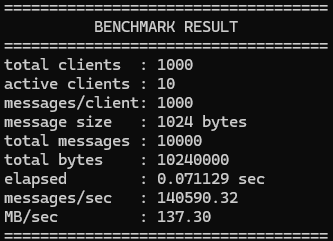 ====================================
BENCHMARK RESULT
====================================
total clients  : 1000
active clients : 10
messages/client: 1000
message size   : 1024 bytes
total messages : 10000
total bytes    : 10240000
elapsed        : 0.071129 sec
messages/sec   : 140590.32
MB/sec         : 137.30
====================================